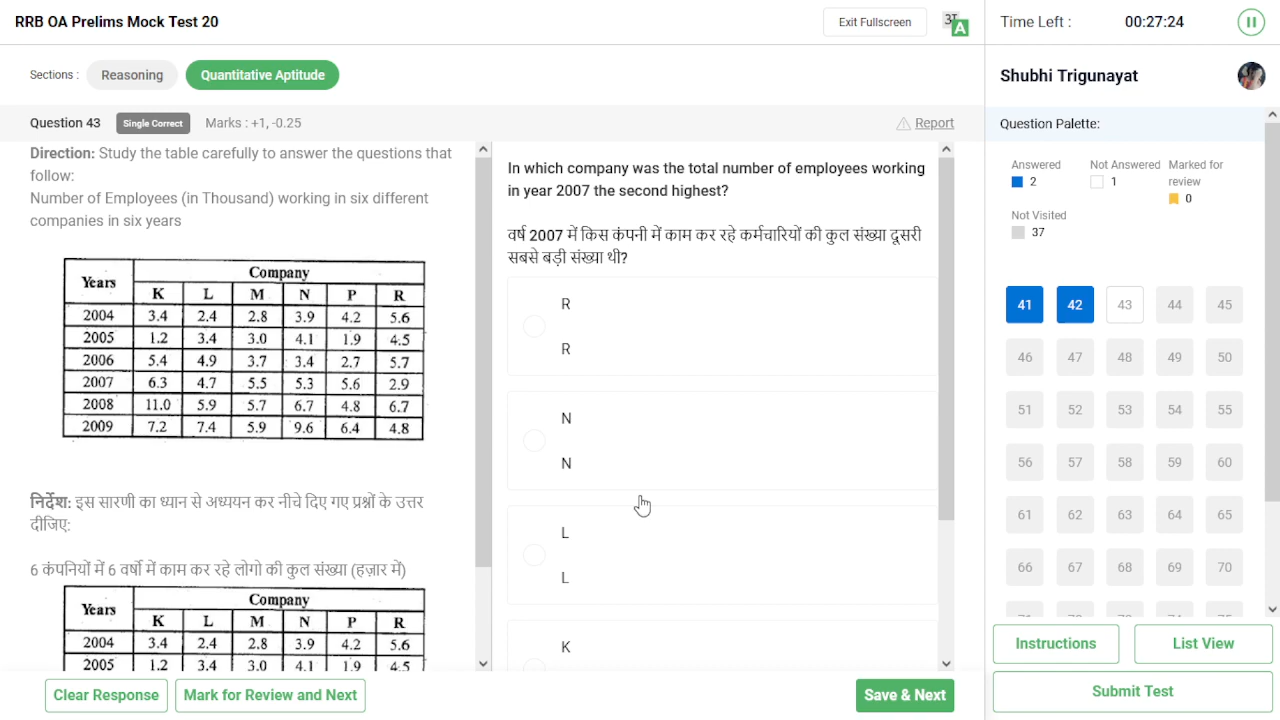 RRB OA Prelims Mock Test 20
Exit Fullscreen
Time Left :
00:27:24
Sections :
Reasoning
Quantitative Aptitude
Shubhi Trigunayat
Question 43
Single Correct
Marks : +1, -0.25
Report
Question Palette:
Direction: Study the table carefully to answer the questions that
follow:
Number of Employees (in Thousand) working in six different
companies in six years
Years Company
K L M N P R
2004 3.4 2.4 2.8 3.9 4.2 5.6
2005 1.2 3.4 3.0 4.1 1.9 4.5
2006 5.4 4.9 3.7 3.4 2.7 5.7
2007 6.3 4.7 5.5 5.3 5.6 2.9
2008 11.0 5.9 5.7 6.7 4.8 6.7
2009 7.2 7.4 5.9 9.6 6.4 4.8
निर्देश: इस सारणी का ध्यान से अध्ययन कर नीचे दिए गए प्रश्नों के उत्तर
दीजिए:
6 कंपनियों में 6 वर्षो में काम कर रहे लोगो की कुल संख्या (हज़ार में)
Years Company
K L M N P R
2004 3.4 2.4 2.8 3.9 4.2 5.6
2005 1.2 3.4 3.0 4.1 1.9 4.5
In which company was the total number of employees working
in year 2007 the second highest?
वर्ष 2007 में किस कंपनी में काम कर रहे कर्मचारियों की कुल संख्या दूसरी
सबसे बड़ी संख्या थी?
R
R
N
N
L
L
K
Answered
2
Not Answered
1
Marked for
review
0
Not Visited
37
41 42 43 44 45
46 47 48 49 50
51 52 53 54 55
56 57 58 59 60
61 62 63 64 65
66 67 68 69 70
Clear Response
Mark for Review and Next
Save & Next
Instructions
List View
Submit Test